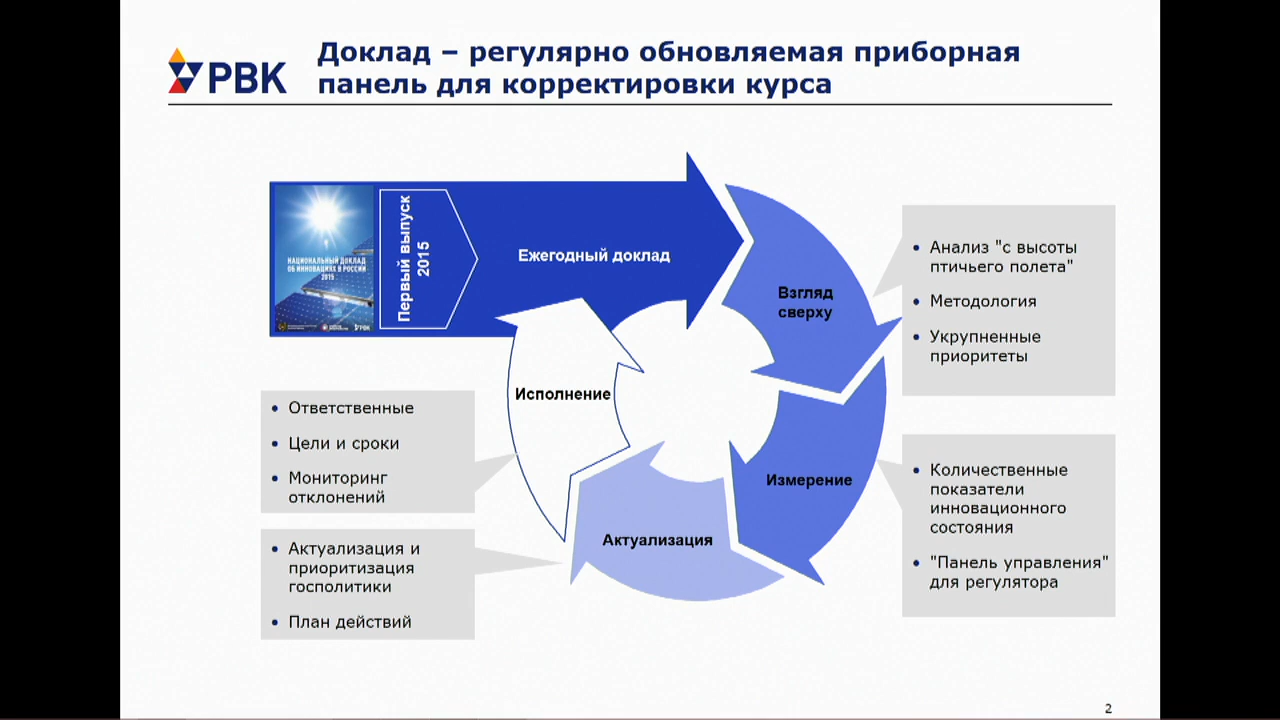 РВК
Доклад – регулярно обновляемая приборная
панель для корректировки курса
НАЦИОНАЛЬНЫЙ ДОКЛАД
ОБ ИННОВАЦИЯХ В РОССИИ
2015
РВК
Первый выпуск
2015
Ежегодный доклад
Взгляд
сверху
• Анализ "с высоты
птичьего полета"
• Методология
• Укрупненные
приоритеты
Измерение
• Количественные
показатели
инновационного
состояния
• "Панель управления"
для регулятора
Актуализация
• Актуализация и
приоритизация
госполитики
• План действий
Исполнение
• Ответственные
• Цели и сроки
• Мониторинг
отклонений
2